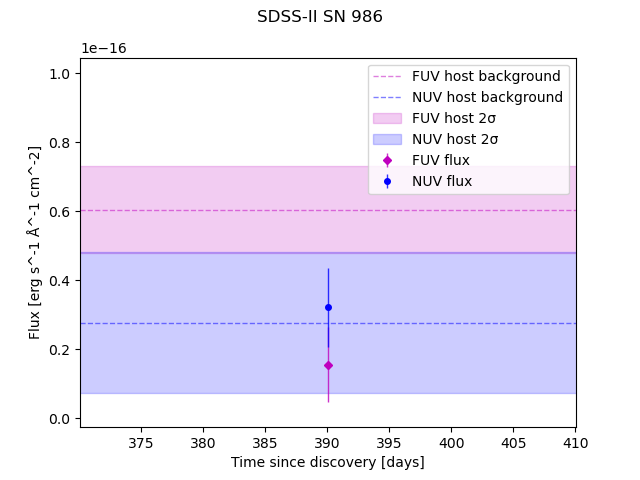 SDSS-II SN 986
1e−16
FUV host background
NUV host background
FUV host 2σ
NUV host 2σ
FUV flux
NUV flux
1.0
0.8
0.6
0.4
0.2
0.0
Flux [erg s^-1 Å^-1 cm^-2]
375 380 385 390 395 400 405 410
Time since discovery [days]